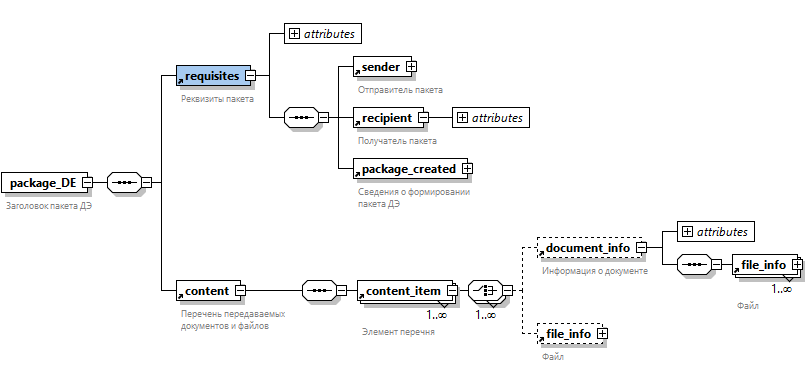 attributes
requisites
Реквизиты пакета
sender
Отправитель пакета
recipient
attributes
Получатель пакета
package_created
Сведения о формировании
пакета ДЭ
package_DE
Заголовок пакета ДЭ
document_info
Информация о документе
attributes
file_info
1..∞
Файл
content
Перечень передаваемых
документов и файлов
content_item
1..∞
Элемент перечня
1..∞
file_info
Файл